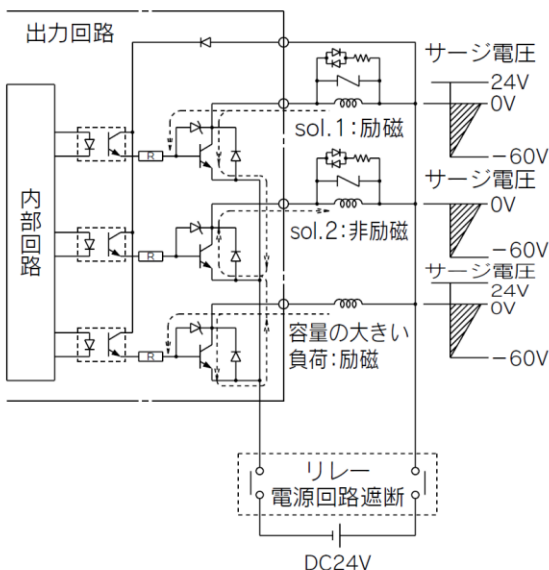 出力回路
サージ電圧
24V
0V
sol.1:励磁
−60V
R
サージ電圧
0V
内部回路
sol.2:非励磁
R
−60V
サージ電圧
24V
0V
容量の大きい
負荷:励磁
R
−60V
リレー
電源回路遮断
DC24V